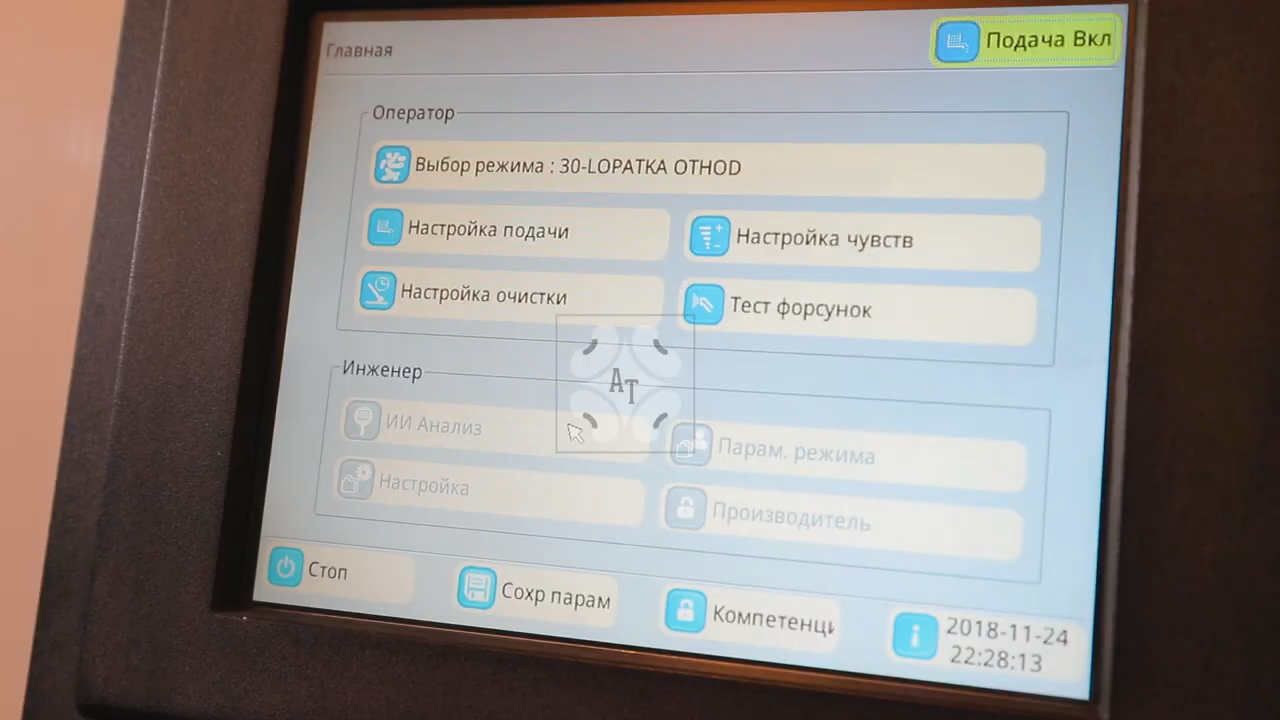 Главная
Подача Вкл
Оператор
Выбор режима : 30-LOPATKA OTHOD
Настройка подачи
Настройка чувств
Настройка очистки
Тест форсунок
AT
Инженер
ИИ Анализ
Парам. режима
Настройка
Производитель
Стоп
Сохр парам
Компетенци
2018-11-24
22:28:13